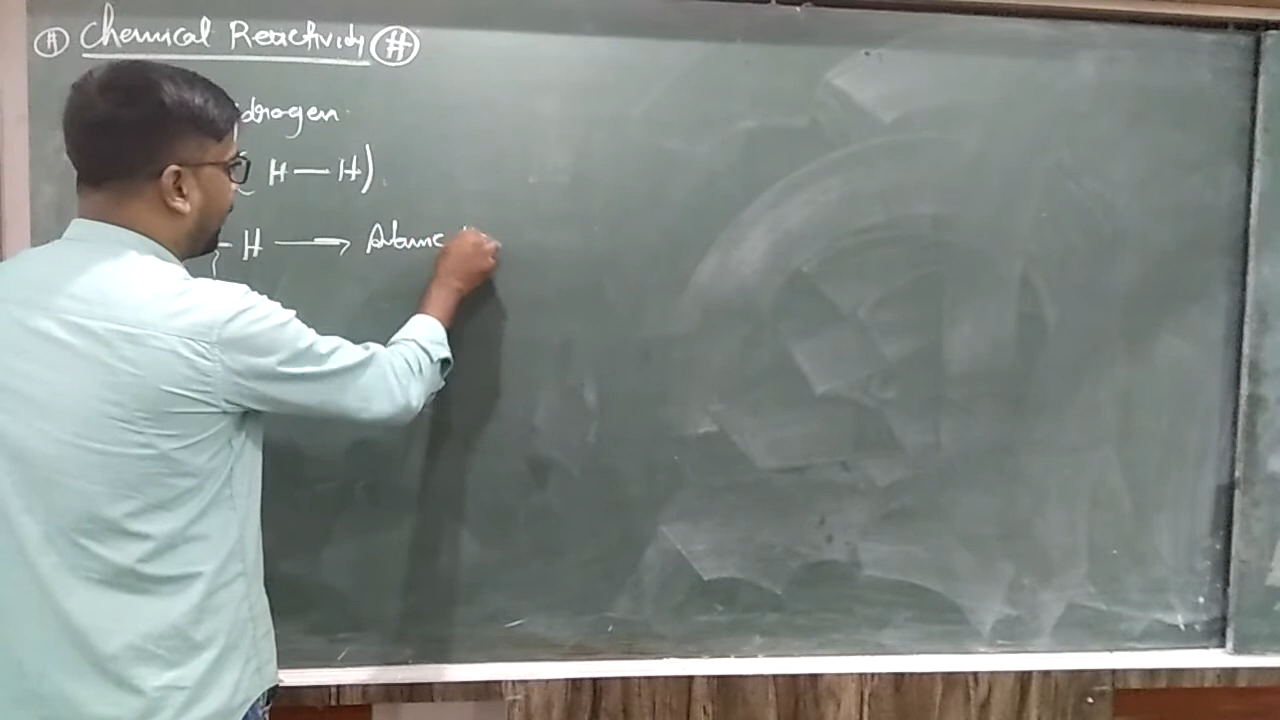 (H) Chemical Reactivity (H)
drogen.
( H — H )
H ⟶ Atomic